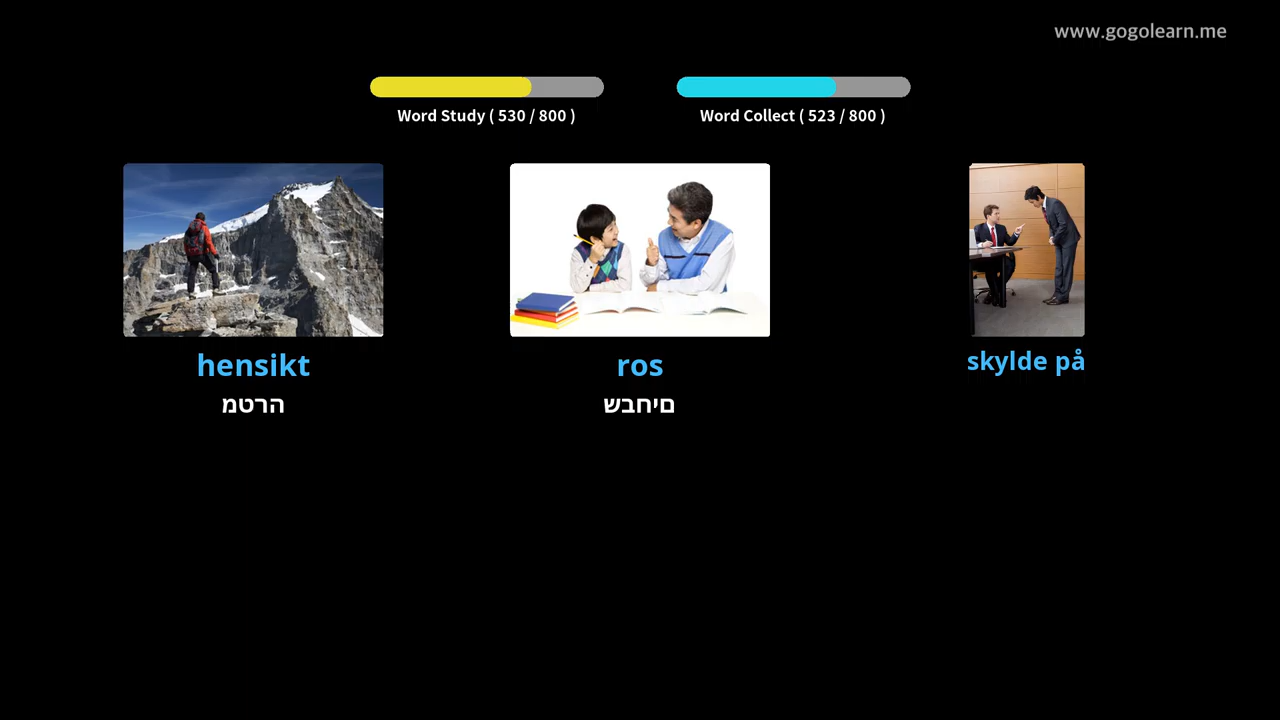 www.gogolearn.me
Word Study ( 530 / 800 )
Word Collect ( 523 / 800 )
hensikt
הרטמ
ros
םיחבש
skylde på